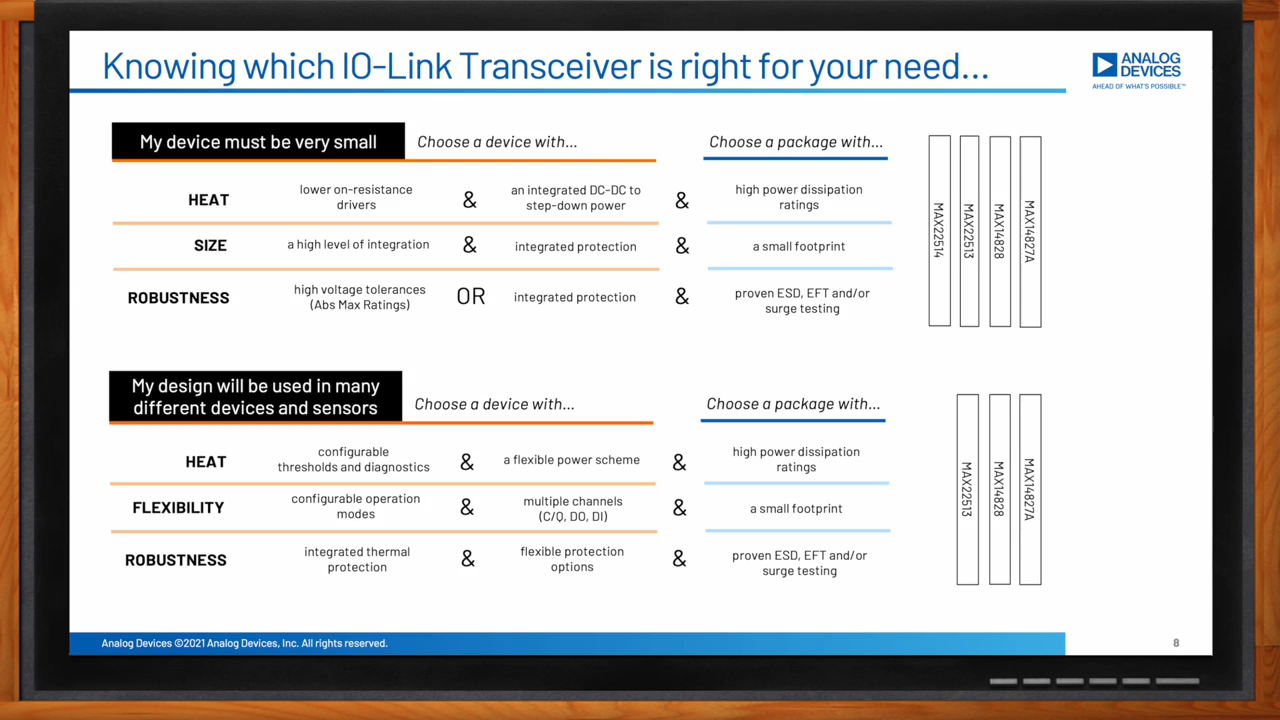 Knowing which IO-Link Transceiver is right for your need...
ANALOG
DEVICES
AHEAD OF WHAT'S POSSIBLE™
My device must be very small
Choose a device with...
Choose a package with...
HEAT
lower on-resistance
drivers
&
an integrated DC-DC to
step-down power
&
high power dissipation
ratings
SIZE
a high level of integration
&
integrated protection
&
a small footprint
ROBUSTNESS
high voltage tolerances
(Abs Max Ratings)
OR
integrated protection
&
proven ESD, EFT and/or
surge testing
MAX22514
MAX22513
MAX14828
MAX14827A
My design will be used in many
different devices and sensors
Choose a device with...
Choose a package with...
HEAT
configurable
thresholds and diagnostics
&
a flexible power scheme
&
high power dissipation
ratings
FLEXIBILITY
configurable operation
modes
&
multiple channels
(C/Q, DO, DI)
&
a small footprint
ROBUSTNESS
integrated thermal
protection
&
flexible protection
options
&
proven ESD, EFT and/or
surge testing
MAX22513
MAX14828
MAX14827A
Analog Devices ©2021 Analog Devices, Inc. All rights reserved.
8